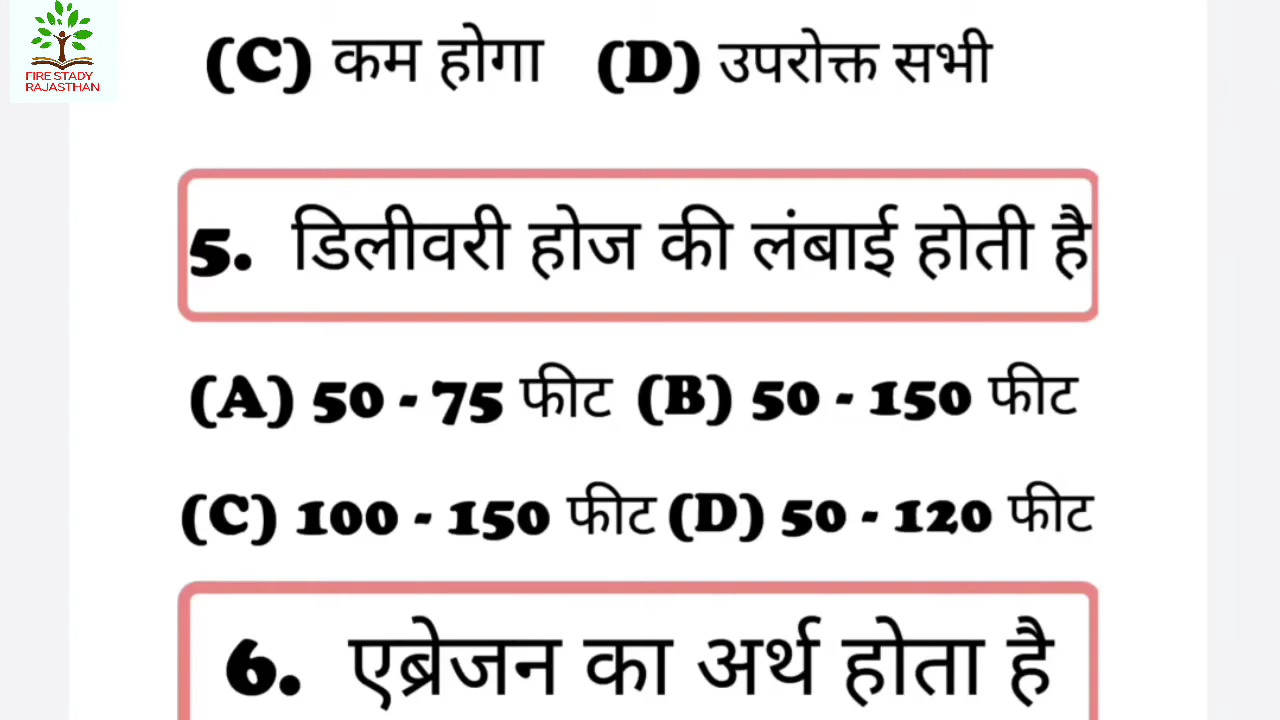 FIRE STADY
RAJASTHAN
(C) कम होगा (D) उपरोक्त सभी
5. डिलीवरी होज की लंबाई होती है
(A) 50 - 75 फीट (B) 50 - 150 फीट
(C) 100 - 150 फीट (D) 50 - 120 फीट
6. एब्रेजन का अर्थ होता है